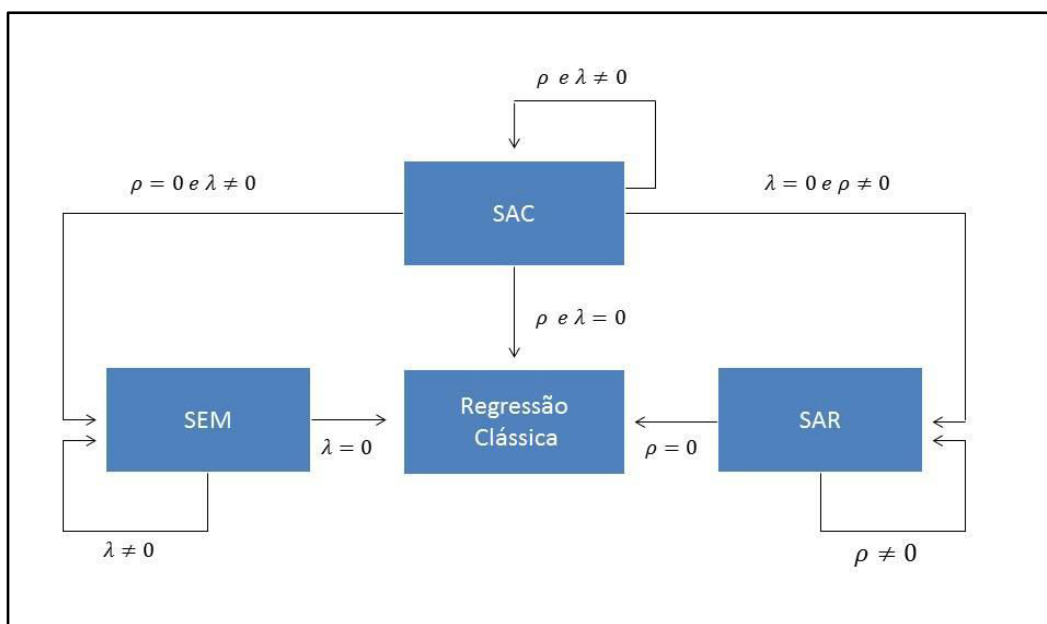 ρ e λ ≠ 0
ρ = 0 e λ ≠ 0
λ = 0 e ρ ≠ 0
SAC
ρ e λ = 0
SEM
λ = 0
Regressão
Clássica
ρ = 0
SAR
λ ≠ 0
ρ ≠ 0